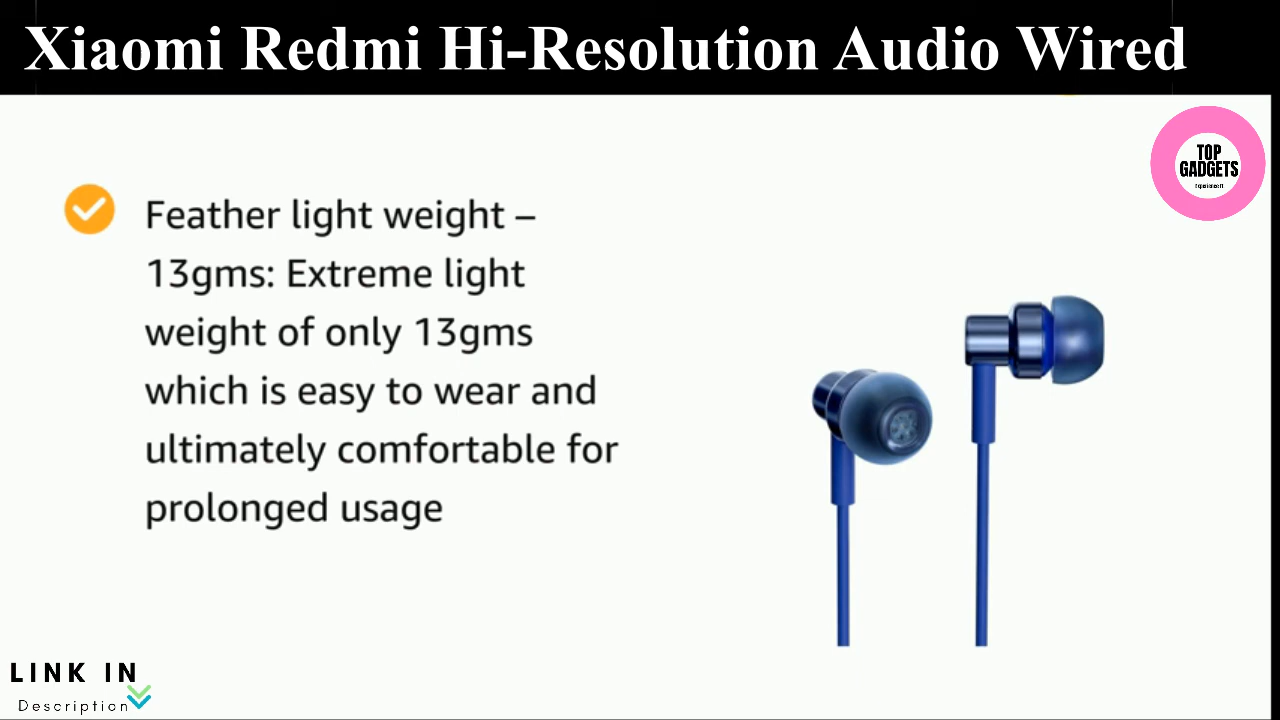 Xiaomi Redmi Hi-Resolution Audio Wired
TOP
GADGETS
Feather light weight –
13gms: Extreme light
weight of only 13gms
which is easy to wear and
ultimately comfortable for
prolonged usage
LINK IN
Description